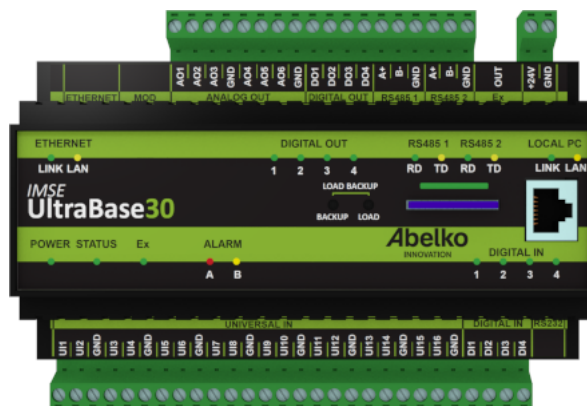 AO1 AO2 AO3 GND AO4 AO5 AO6 GND DO1 DO2 DO3 DO4 A+ B- GND A+ B- GND OUT +24V GND
ETHERNET MOD ANALOG OUT DIGITAL OUT RS485 1 RS485 2 Ex
ETHERNET DIGITAL OUT RS485 1 RS485 2 LOCAL PC
LINK LAN 1 2 3 4 RD TD RD TD LINK LAN
IMSE
UltraBase30
LOAD BACKUP
BACKUP LOAD
POWER STATUS Ex ALARM
A B
Abelko
INNOVATION
DIGITAL IN
1 2 3 4
UNIVERSAL IN DIGITAL IN RS232
UI1 UI2 GND UI3 UI4 GND UI5 UI6 GND UI7 UI8 GND UI9 UI10 GND UI11 UI12 GND UI13 UI14 GND UI15 UI16 GND DI1 DI2 DI3 DI4